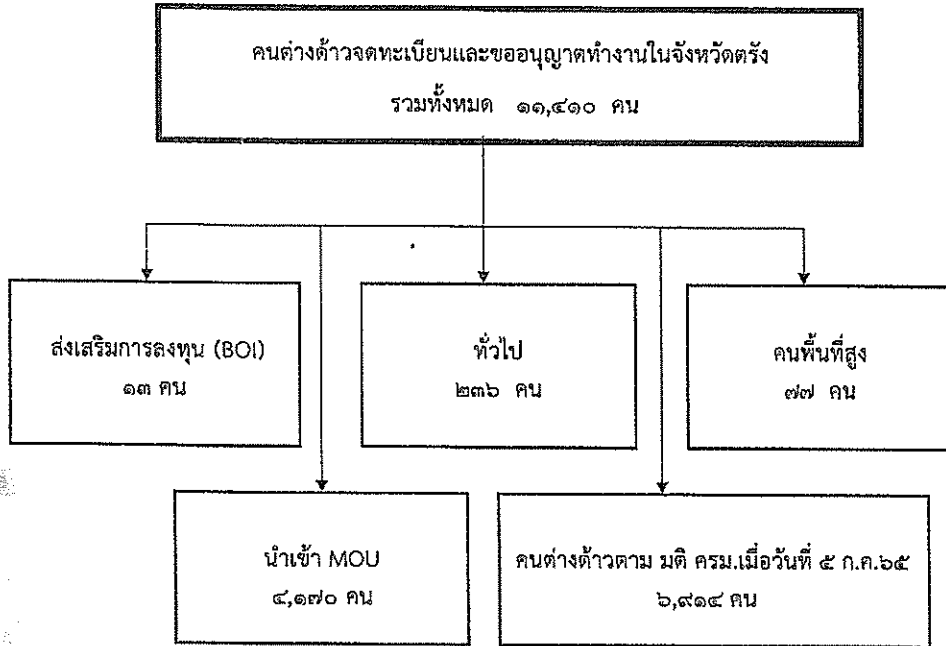 คนต่างด้าวจดทะเบียนและขออนุญาตทำงานในจังหวัดตรัง
รวมทั้งหมด ๑๑,๔๑๐ คน
ส่งเสริมการลงทุน (BOI)
๑๓ คน
ทั่วไป
๒๓๖ คน
คนพื้นที่สูง
๗๗ คน
นำเข้า MOU
๔,๑๗๐ คน
คนต่างด้าวตาม มติ ครม.เมื่อวันที่ ๕ ก.ค.๖๕
๖,๙๑๔ คน